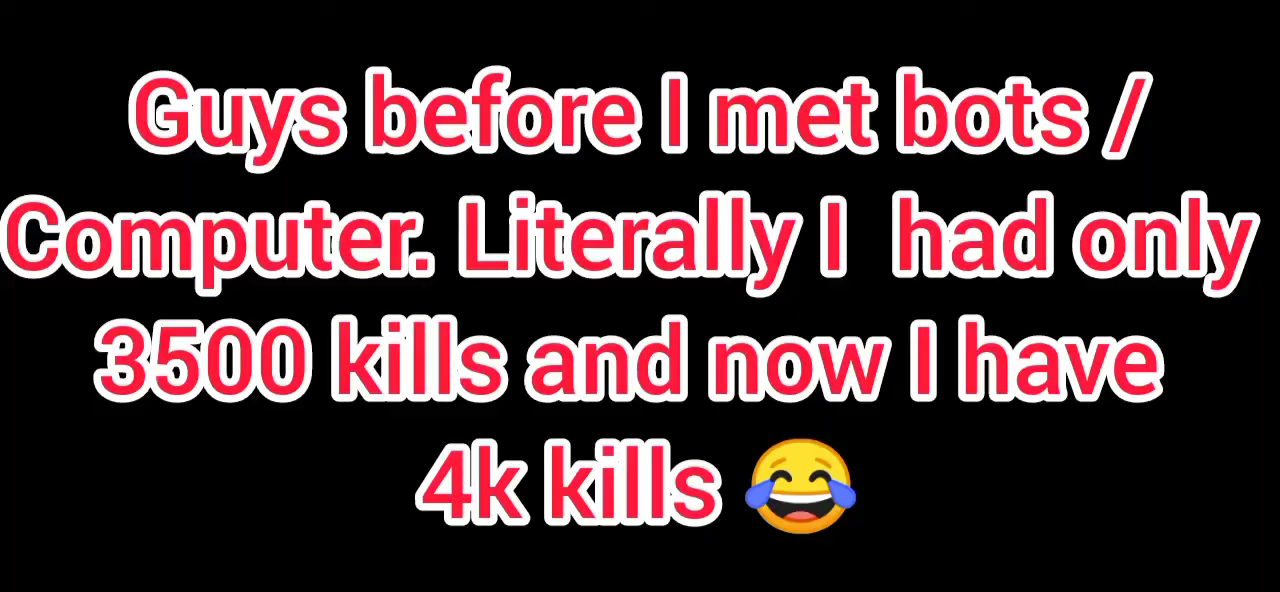 Guys before I met bots /
Computer. Literally I  had only
3500 kills and now I have
4k kills 😂